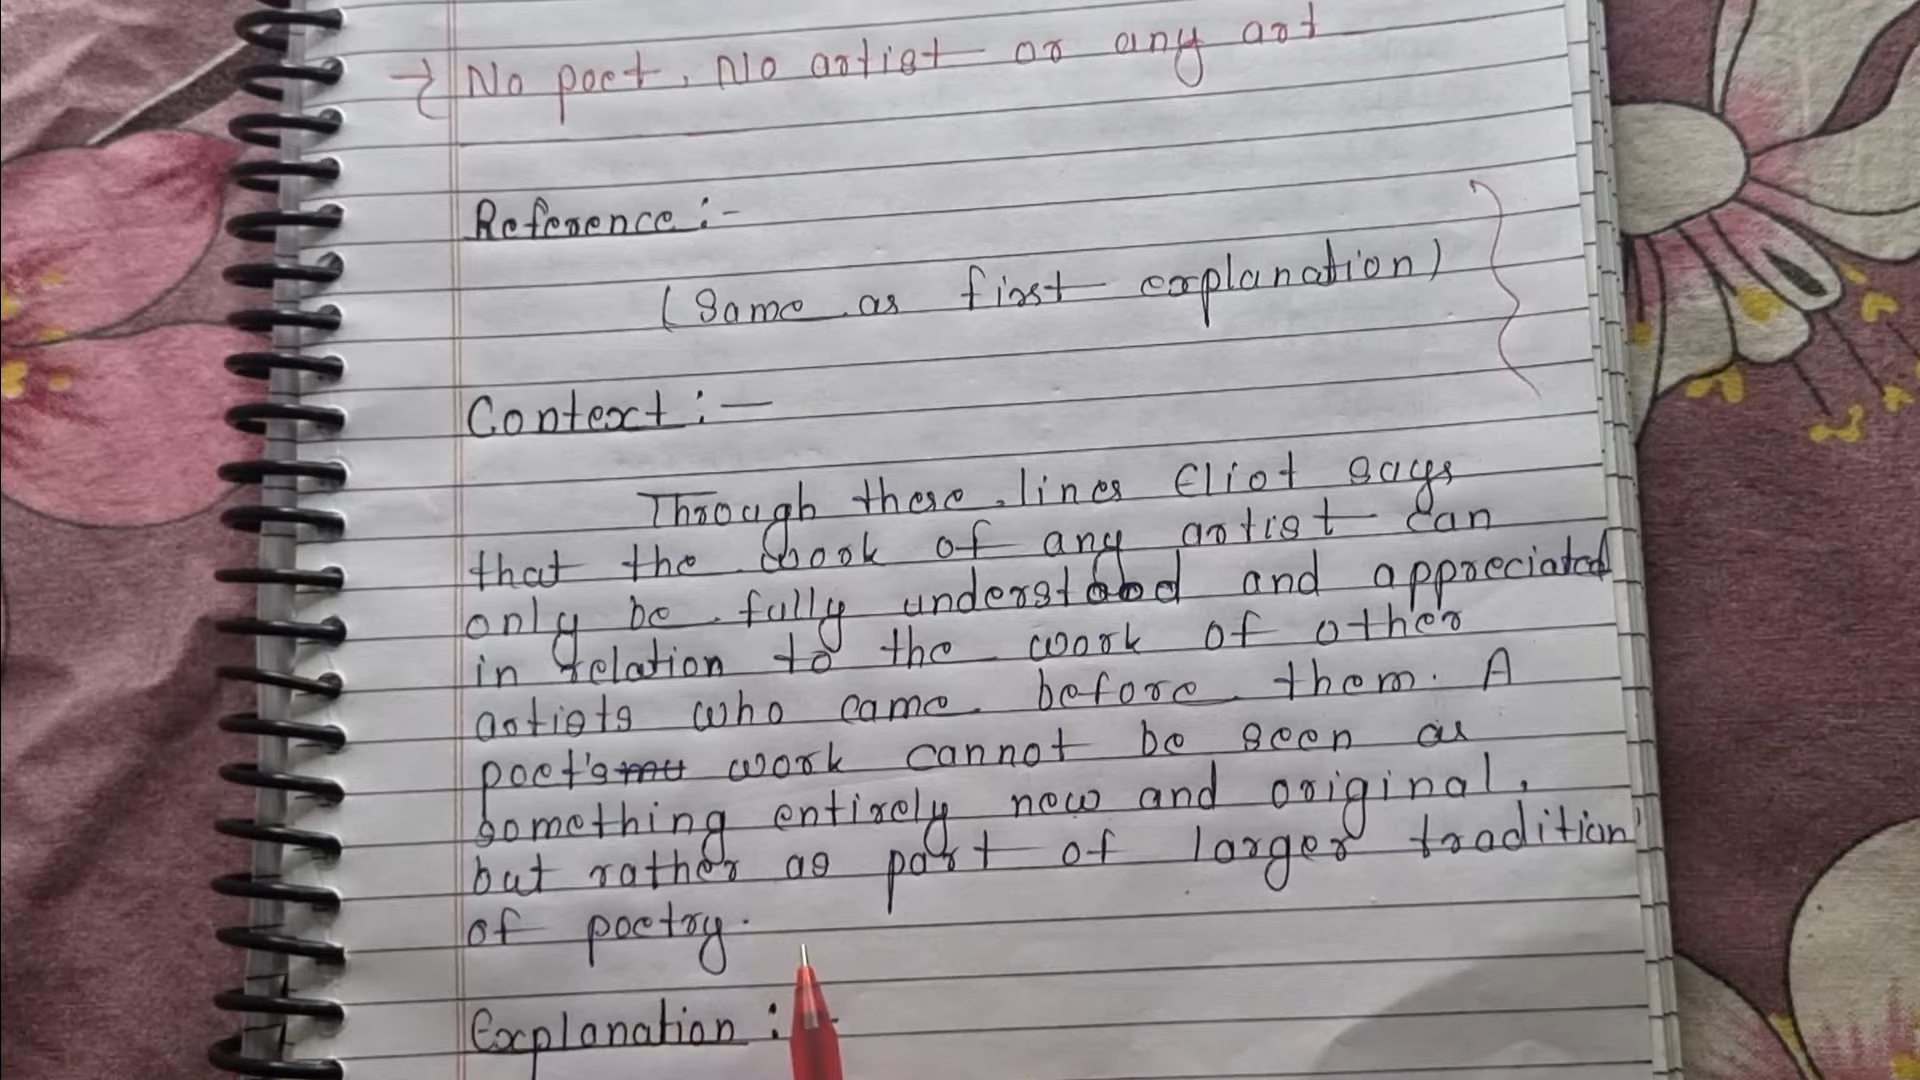 → No poet, No artist or any art
Reference :-
(Same as first explanation)
Context :-
Through these lines Eliot says
that the work of any artist can
only be fully understood and appreciated
in relation to the work of other
artists who came before them. A
poet's work cannot be seen as
something entirely new and original,
but rather as part of larger tradition
of poetry.
Explanation :-